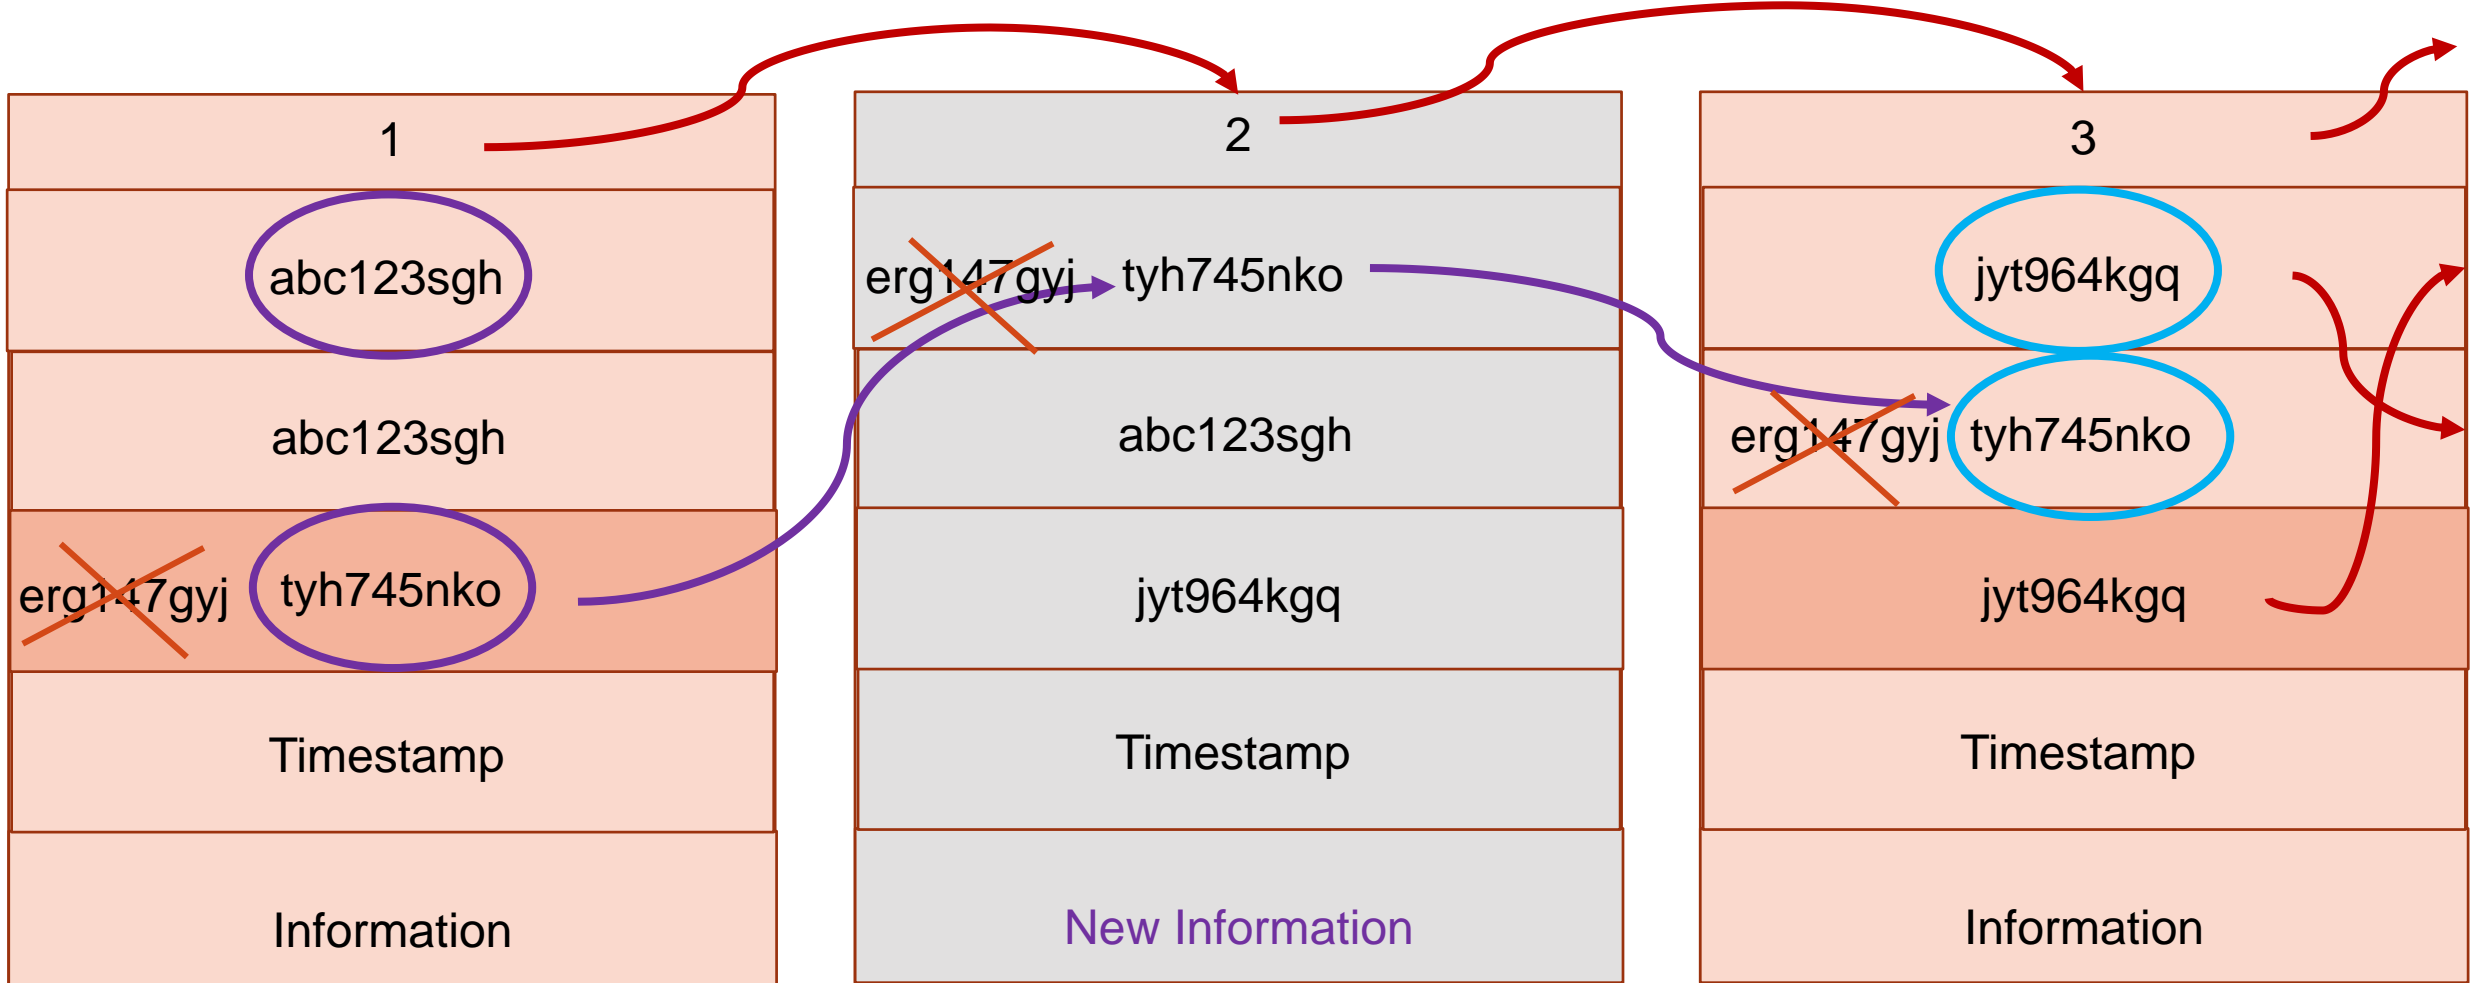 1
abc123sgh
abc123sgh
erg147gyj tyh745nko
Timestamp
Information
2
erg147gyj tyh745nko
abc123sgh
jyt964kgq
Timestamp
New Information
3
jyt964kgq
erg147gyj tyh745nko
jyt964kgq
Timestamp
Information